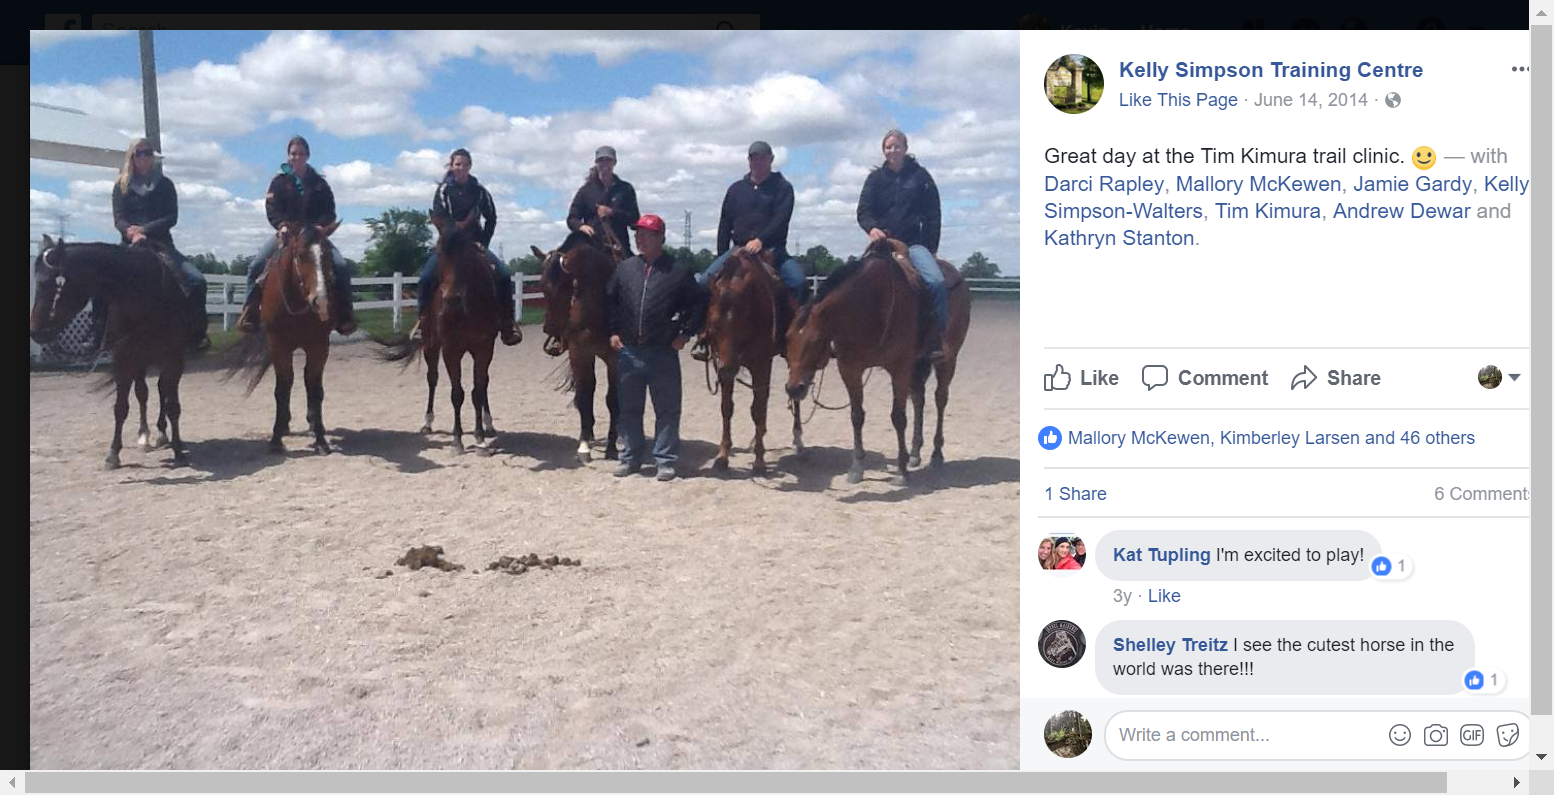 Search
Kelly Simpson Training Centre
Like This Page · June 14, 2014 ·
Great day at the Tim Kimura trail clinic. 🙂 — with
Darci Rapley, Mallory McKewen, Jamie Gardy, Kelly
Simpson-Walters, Tim Kimura, Andrew Dewar and
Kathryn Stanton.
Like Comment Share
Mallory McKewen, Kimberley Larsen and 46 others
1 Share
6 Comments
Kat Tupling I'm excited to play!
1
3y · Like
Shelley Treitz I see the cutest horse in the
world was there!!!
1
Write a comment...
GIF